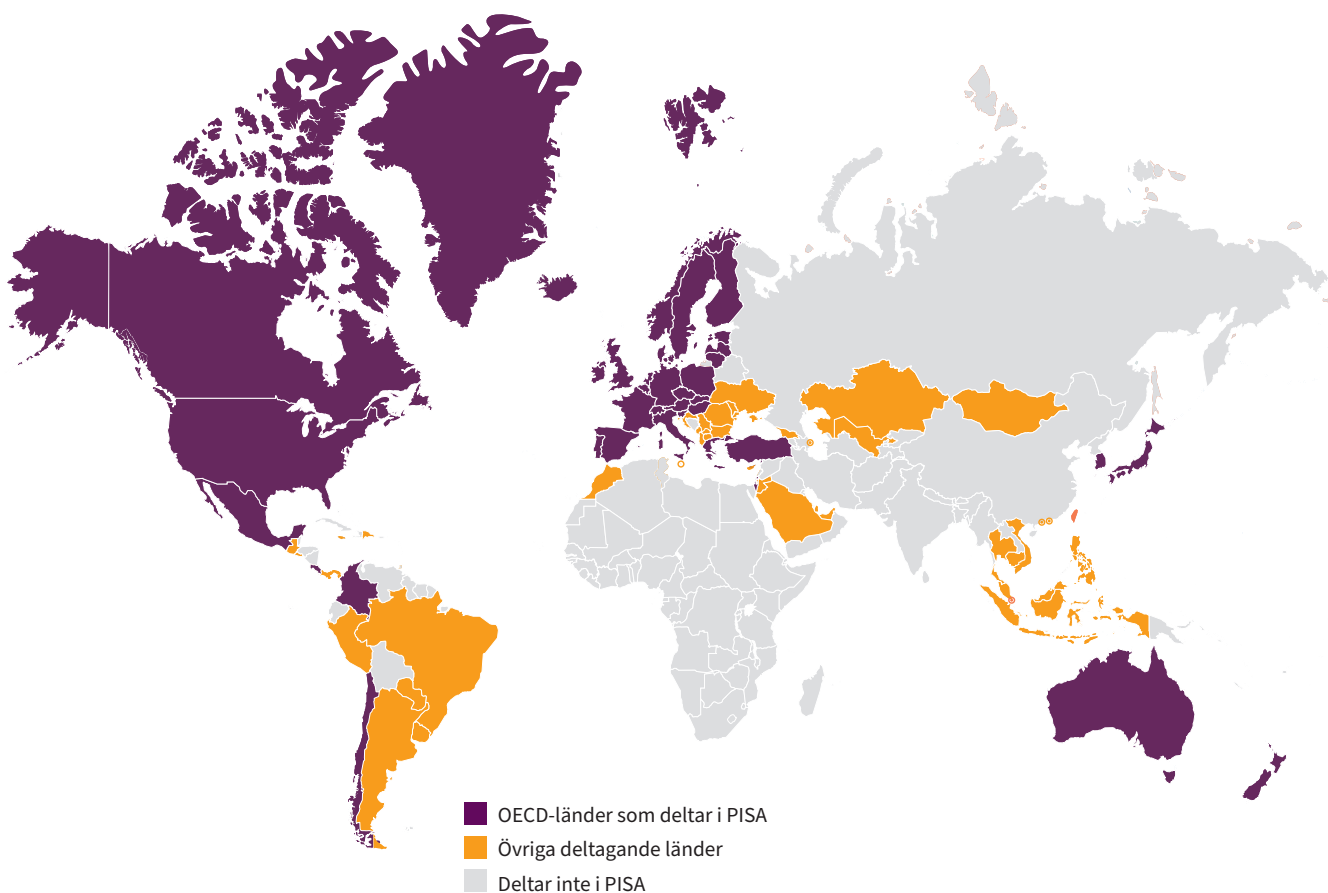 OECD-länder som deltar i PISA
Övriga deltagande länder
Deltar inte i PISA